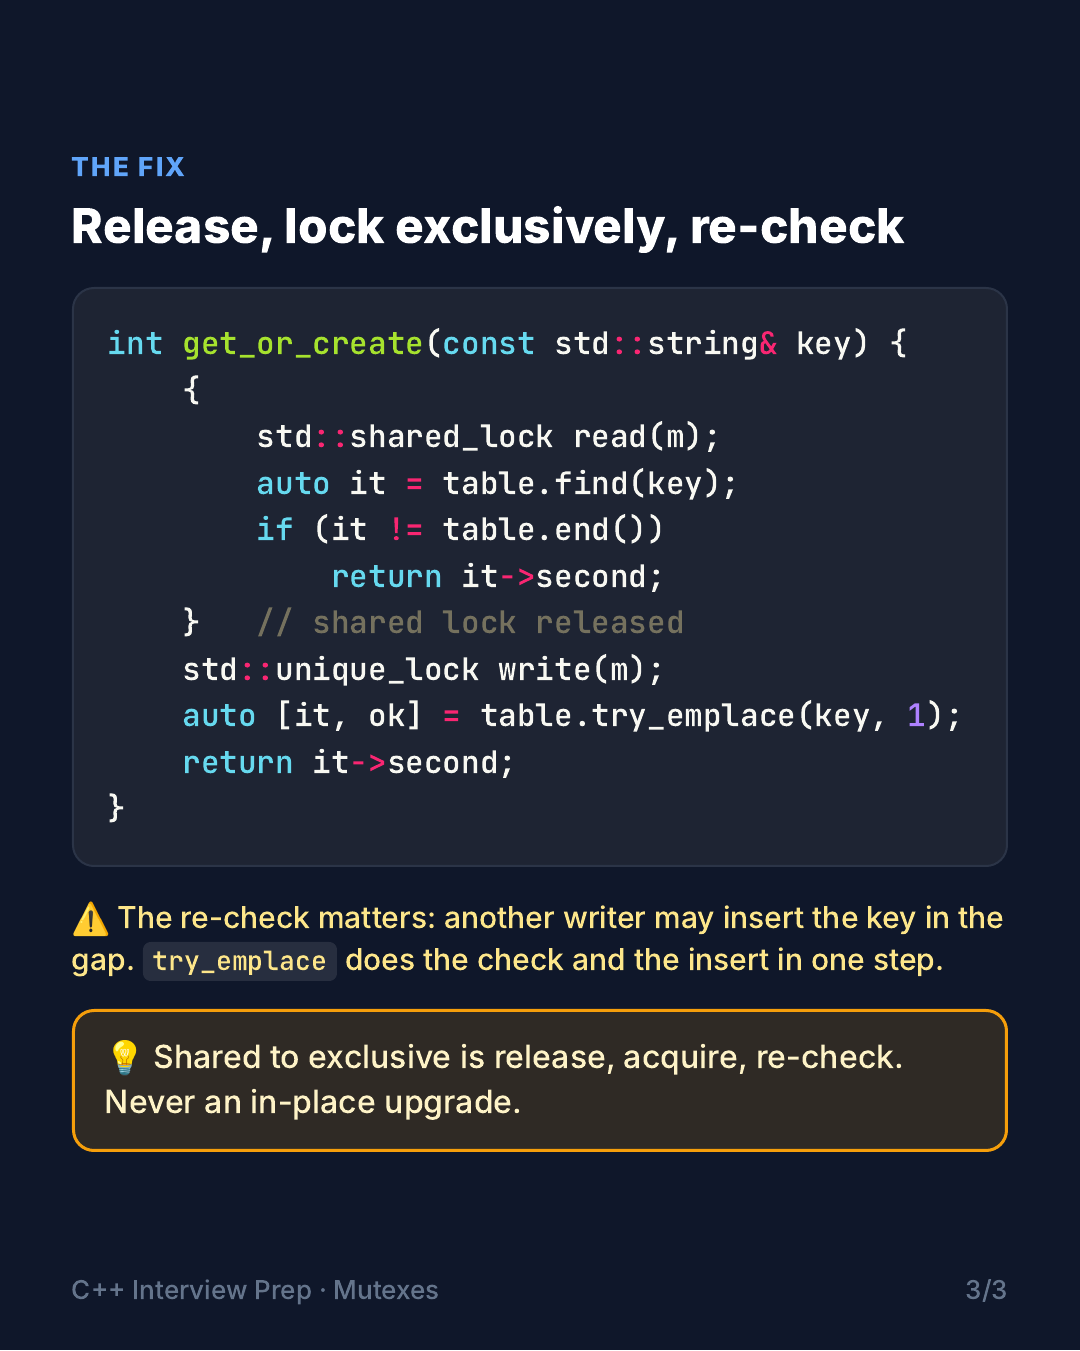 THE FIX
Release, lock exclusively, re-check
int get_or_create(const std::string& key) {
    {
        std::shared_lock read(m);
        auto it = table.find(key);
        if (it != table.end())
            return it->second;
    }   // shared lock released
    std::unique_lock write(m);
    auto [it, ok] = table.try_emplace(key, 1);
    return it->second;
}
⚠️ The re-check matters: another writer may insert the key in the
gap. try_emplace does the check and the insert in one step.
💡 Shared to exclusive is release, acquire, re-check.
Never an in-place upgrade.
C++ Interview Prep · Mutexes
3/3